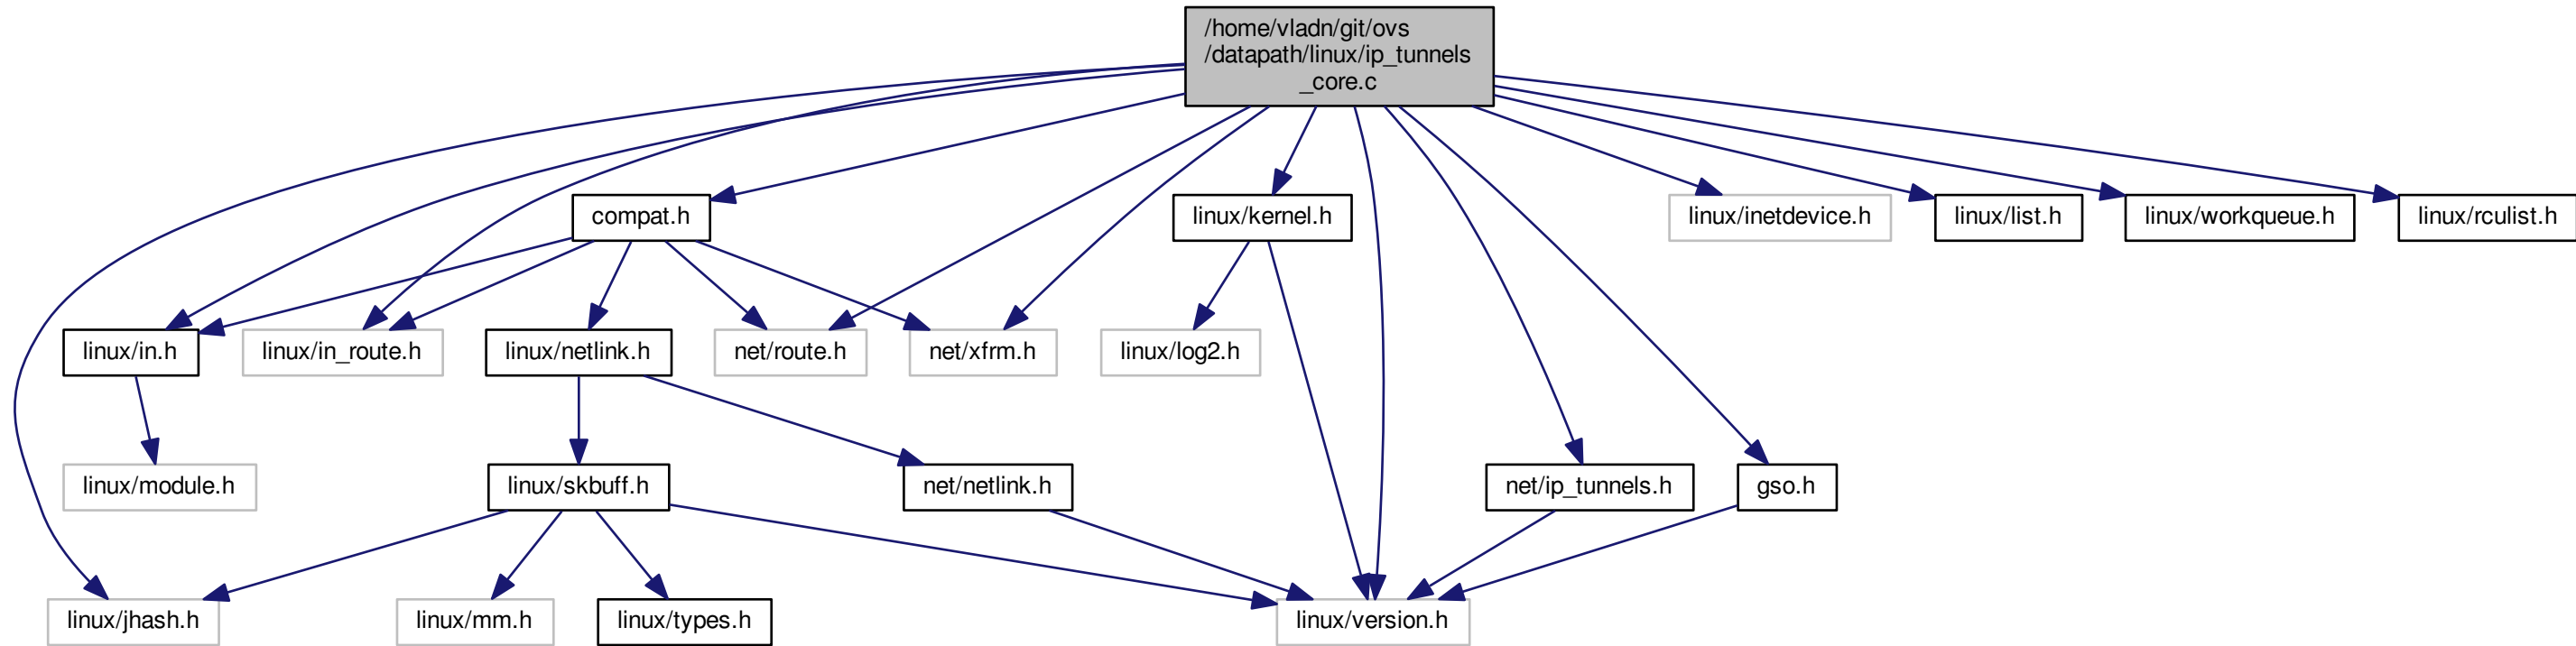 /home/vladn/git/ovs
/datapath/linux/ip_tunnels
_core.c
compat.h
linux/kernel.h
linux/inetdevice.h
linux/list.h
linux/workqueue.h
linux/rculist.h
linux/in.h
linux/in_route.h
linux/netlink.h
net/route.h
net/xfrm.h
linux/log2.h
linux/module.h
linux/skbuff.h
net/netlink.h
net/ip_tunnels.h
gso.h
linux/jhash.h
linux/mm.h
linux/types.h
linux/version.h